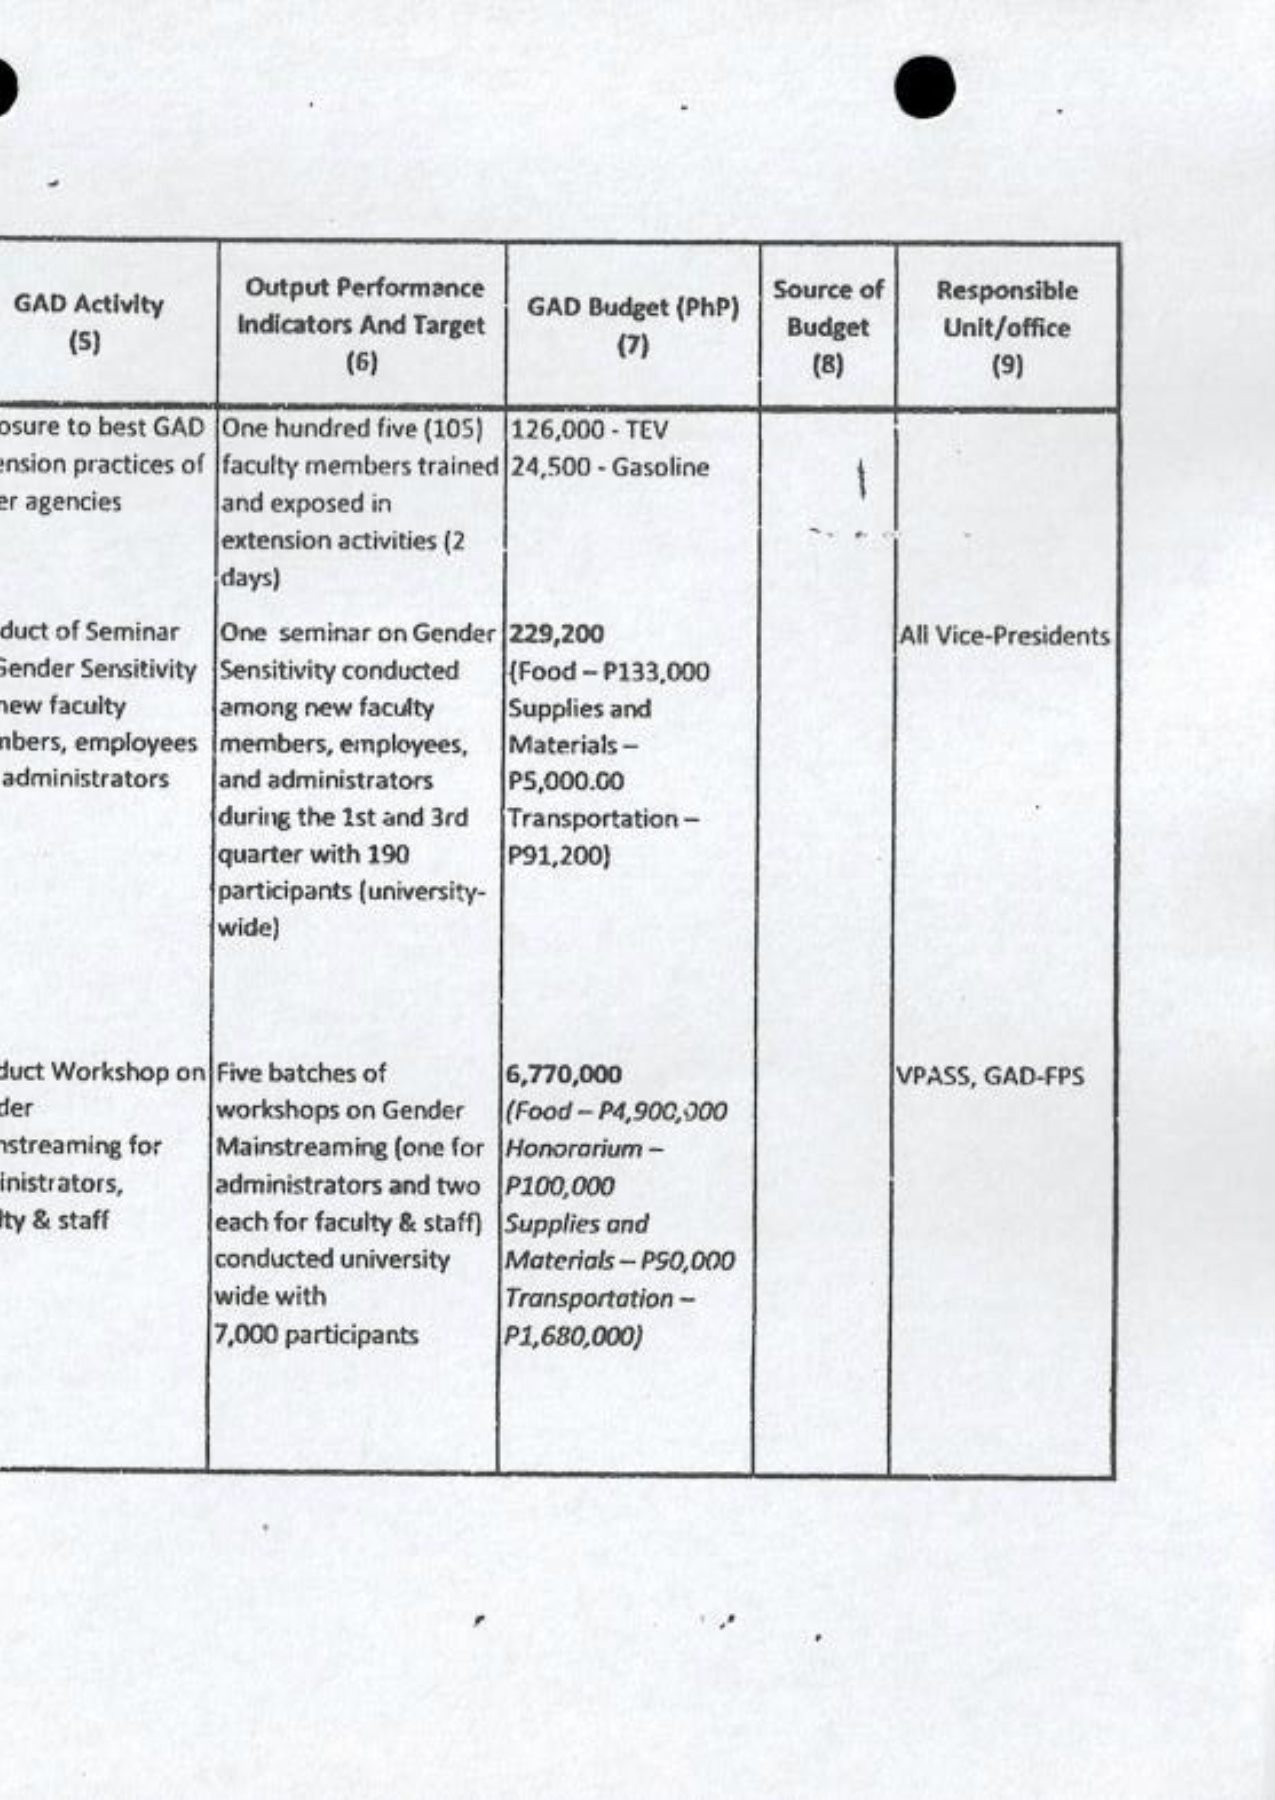 GAD Activity
(5)
Output Performance
Indicators And Target
(6)
GAD Budget (PhP)
(7)
Source of
Budget
(8)
Responsible
Unit/office
(9)
osure to best GAD
ension practices of
er agencies
One hundred five (105)
faculty members trained
and exposed in
extension activities (2
days)
126,000 - TEV
24,500 - Gasoline
duct of Seminar
Gender Sensitivity
new faculty
mbers, employees
administrators
One seminar on Gender
Sensitivity conducted
among new faculty
members, employees,
and administrators
during the 1st and 3rd
quarter with 190
participants (university-
wide)
229,200
(Food – P133,000
Supplies and
Materials –
P5,000.00
Transportation –
P91,200)
All Vice-Presidents
duct Workshop on
der
nstreaming for
inistrators,
lty & staff
Five batches of
workshops on Gender
Mainstreaming (one for
administrators and two
each for faculty & staff)
conducted university
wide with
7,000 participants
6,770,000
(Food – P4,900,000
Honorarium –
P100,000
Supplies and
Materials – P90,000
Transportation –
P1,680,000)
VPASS, GAD-FPS